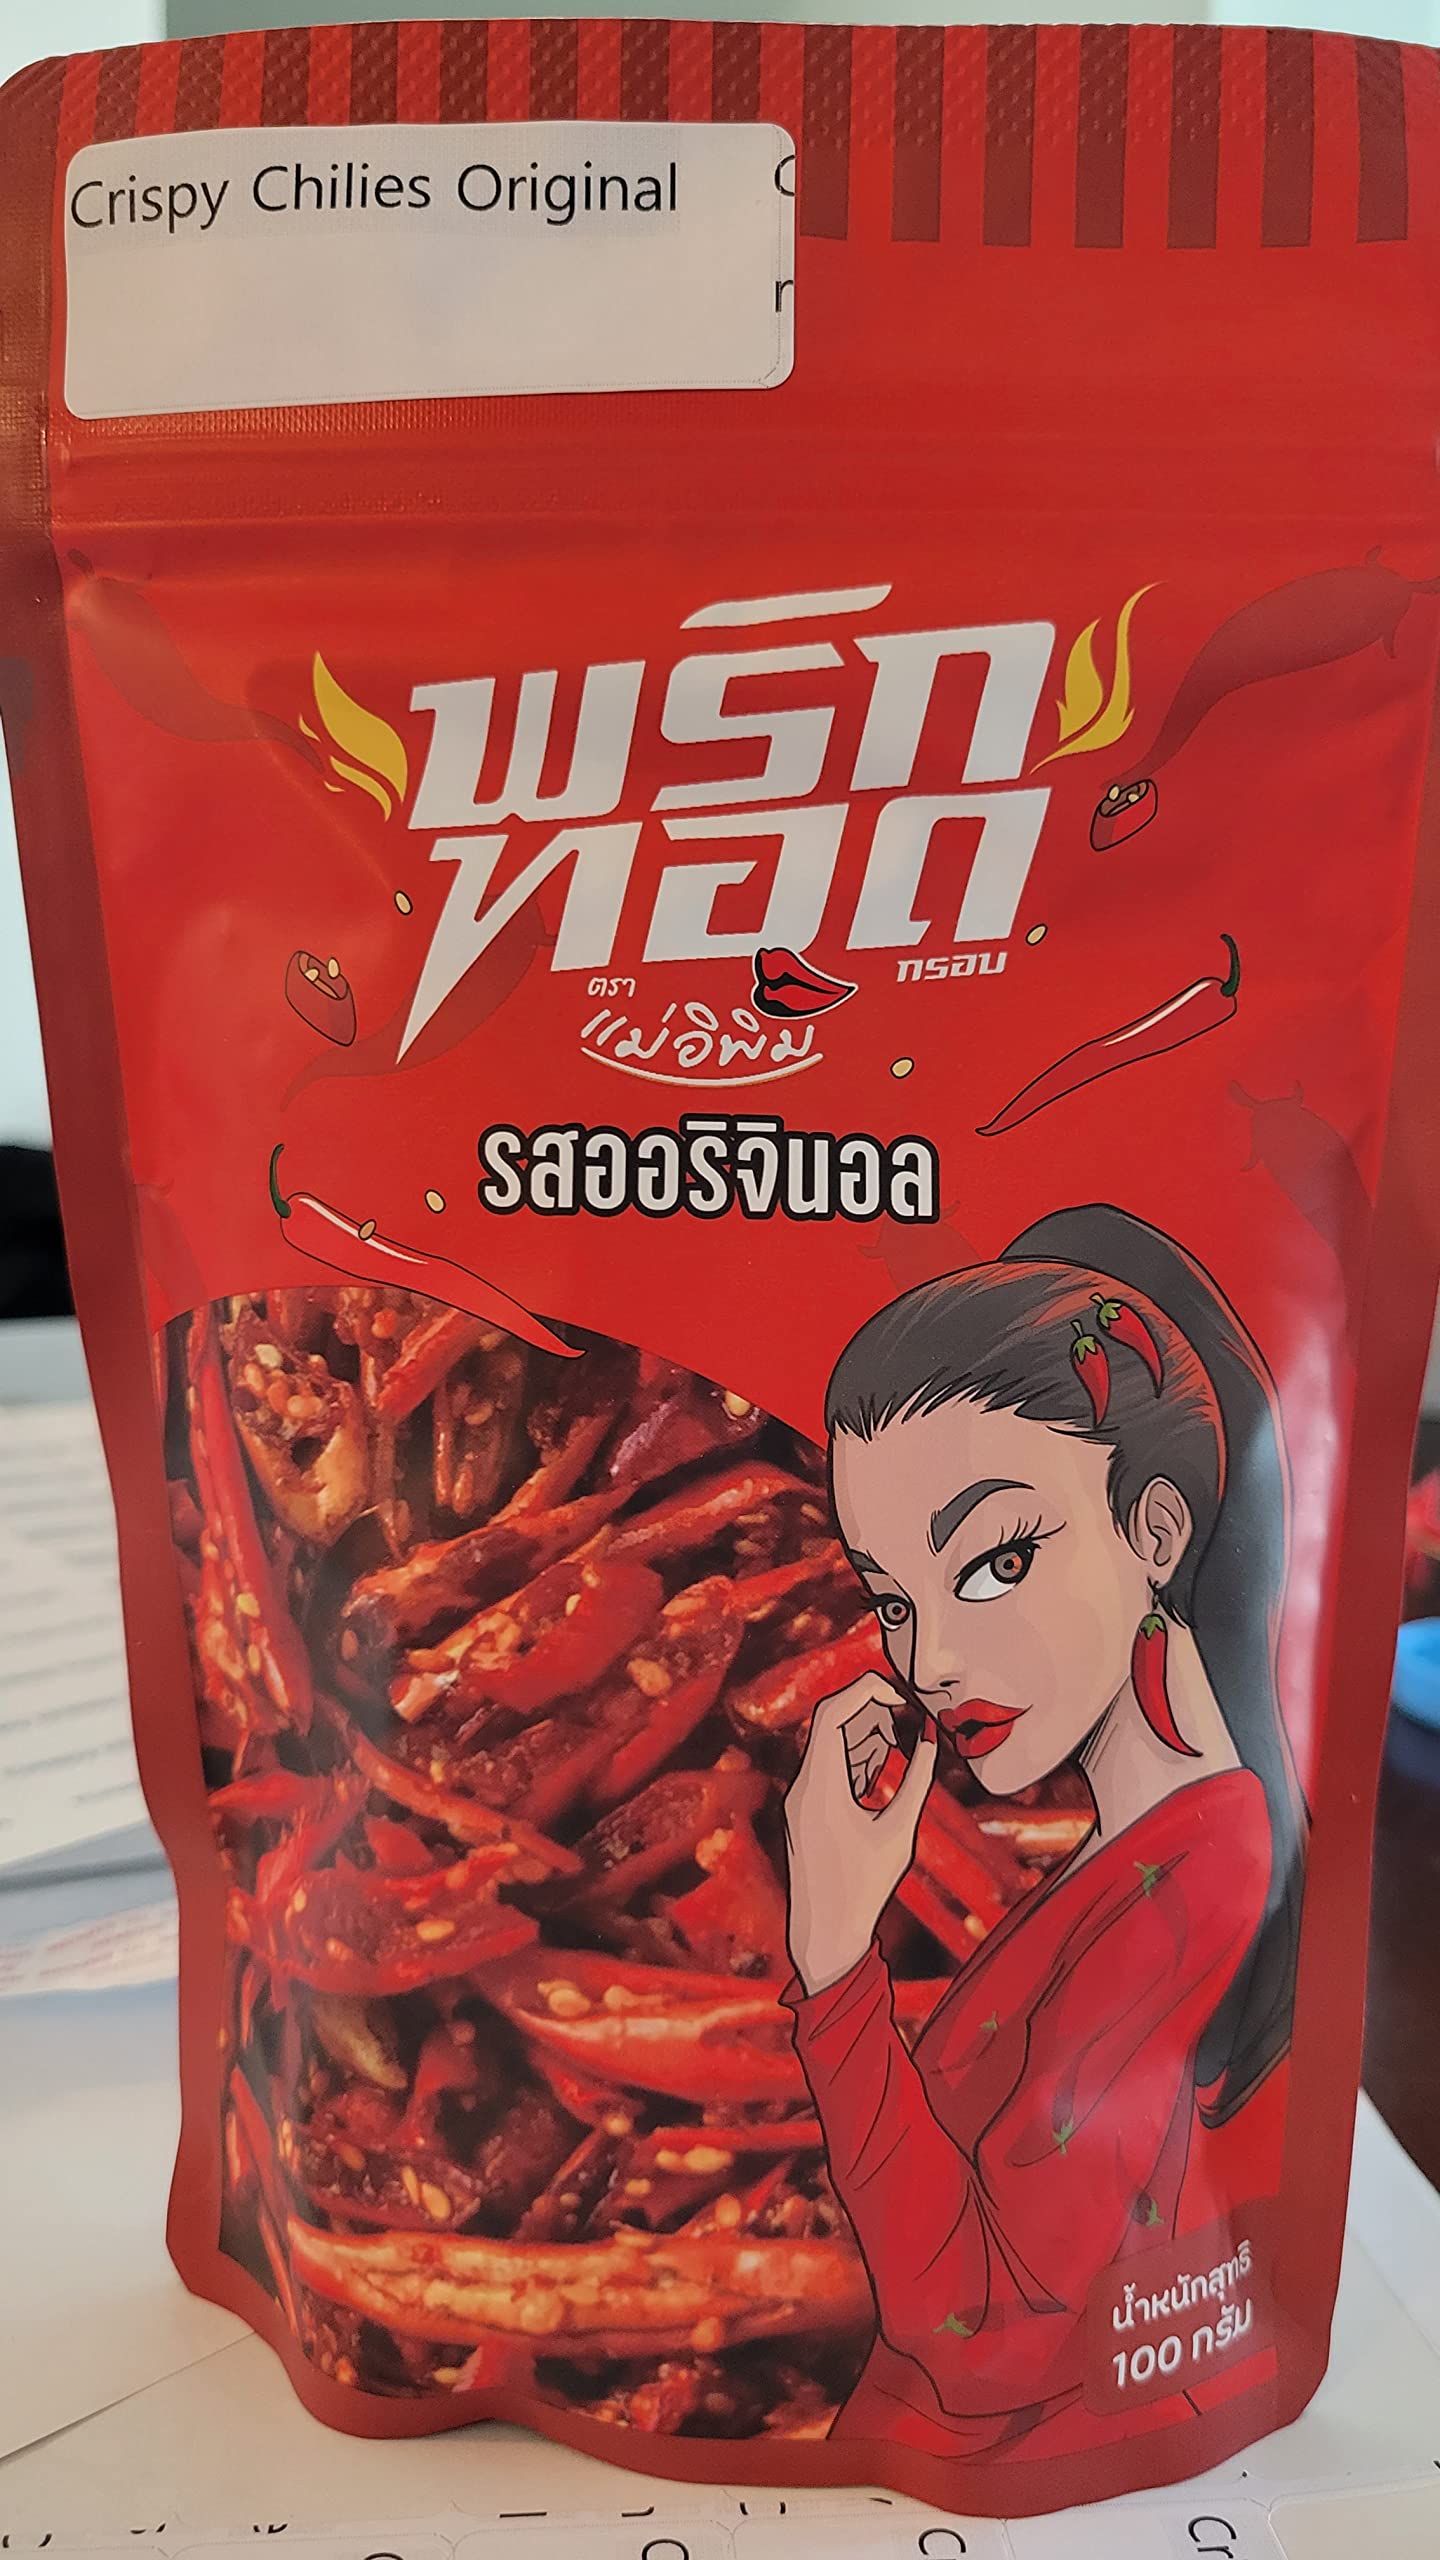 Crispy Chilies Original
พริก
ทอด
กรอบ
ตรา
แม่อิพิม
รสออริจินอล
น้ำหนักสุทธิ
100 กรัม